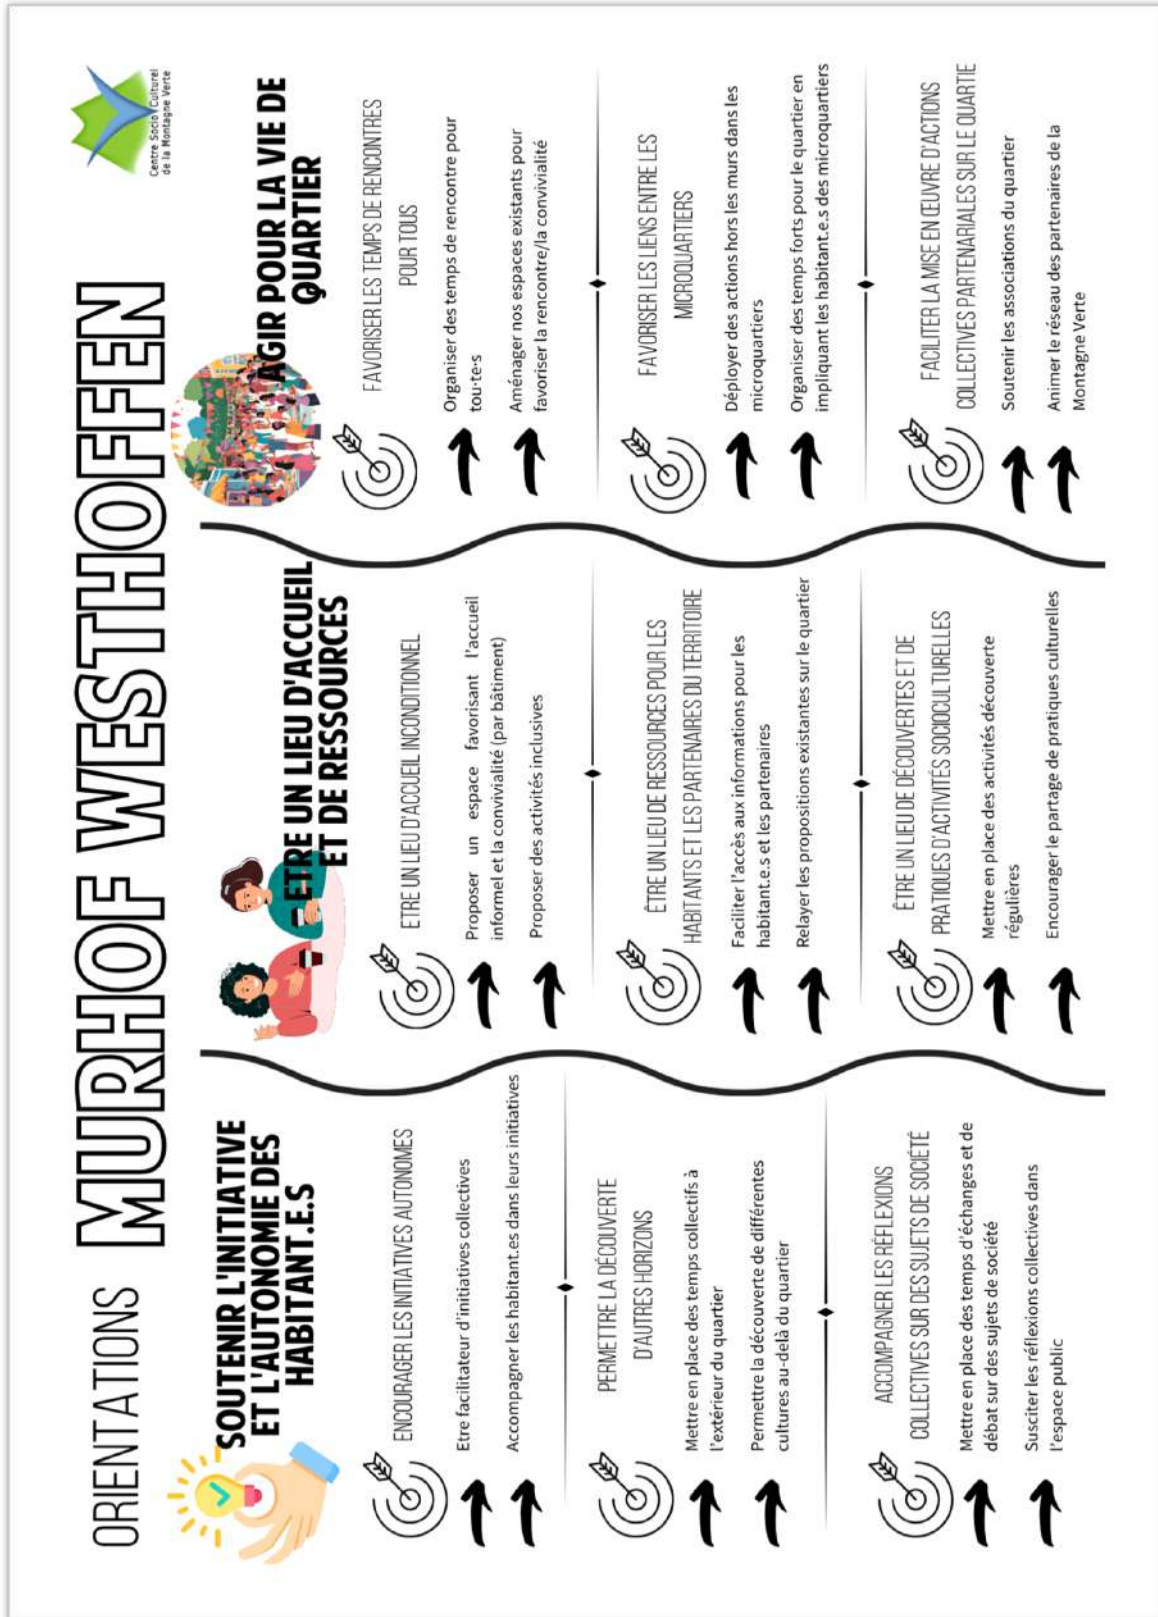 ORIENTATIONS MURHOF WESTHOFFEN
Centre Socio Culturel
de la Montagne Verte
SOUTENIR L'INITIATIVE
ET L'AUTONOMIE DES
HABITANT.E.S
ENCOURAGER LES INITIATIVES AUTONOMES
Etre facilitateur d'initiatives collectives
Accompagner les habitant.es dans leurs initiatives
PERMETTRE LA DÉCOUVERTE
D'AUTRES HORIZONS
Mettre en place des temps collectifs à
l'extérieur du quartier
Permettre la découverte de différentes
cultures au-delà du quartier
ACCOMPAGNER LES RÉFLEXIONS
COLLECTIVES SUR DES SUJETS DE SOCIÉTÉ
Mettre en place des temps d'échanges et de
débat sur des sujets de société
Susciter les réflexions collectives dans
l'espace public
ETRE UN LIEU D'ACCUEIL
ET DE RESSOURCES
ETRE UN LIEU D'ACCUEIL INCONDITIONNEL
Proposer un espace favorisant l'accueil
informel et la convivialité (par bâtiment)
Proposer des activités inclusives
ÊTRE UN LIEU DE RESSOURCES POUR LES
HABITANTS ET LES PARTENAIRES DU TERRITOIRE
Faciliter l'accès aux informations pour les
habitant.e.s et les partenaires
Relayer les propositions existantes sur le quartier
ÊTRE UN LIEU DE DÉCOUVERTES ET DE
PRATIQUES D'ACTIVITÉS SOCIOCULTURELLES
Mettre en place des activités découverte
régulières
Encourager le partage de pratiques culturelles
AGIR POUR LA VIE DE
QUARTIER
FAVORISER LES TEMPS DE RENCONTRES
POUR TOUS
Organiser des temps de rencontre pour
tou·te·s
Aménager nos espaces existants pour
favoriser la rencontre/la convivialité
FAVORISER LES LIENS ENTRE LES
MICROQUARTIERS
Déployer des actions hors les murs dans les
microquartiers
Organiser des temps forts pour le quartier en
impliquant les habitant.e.s des microquartiers
FACILITER LA MISE EN ŒUVRE D'ACTIONS
COLLECTIVES PARTENARIALES SUR LE QUARTIE
Soutenir les associations du quartier
Animer le réseau des partenaires de la
Montagne Verte